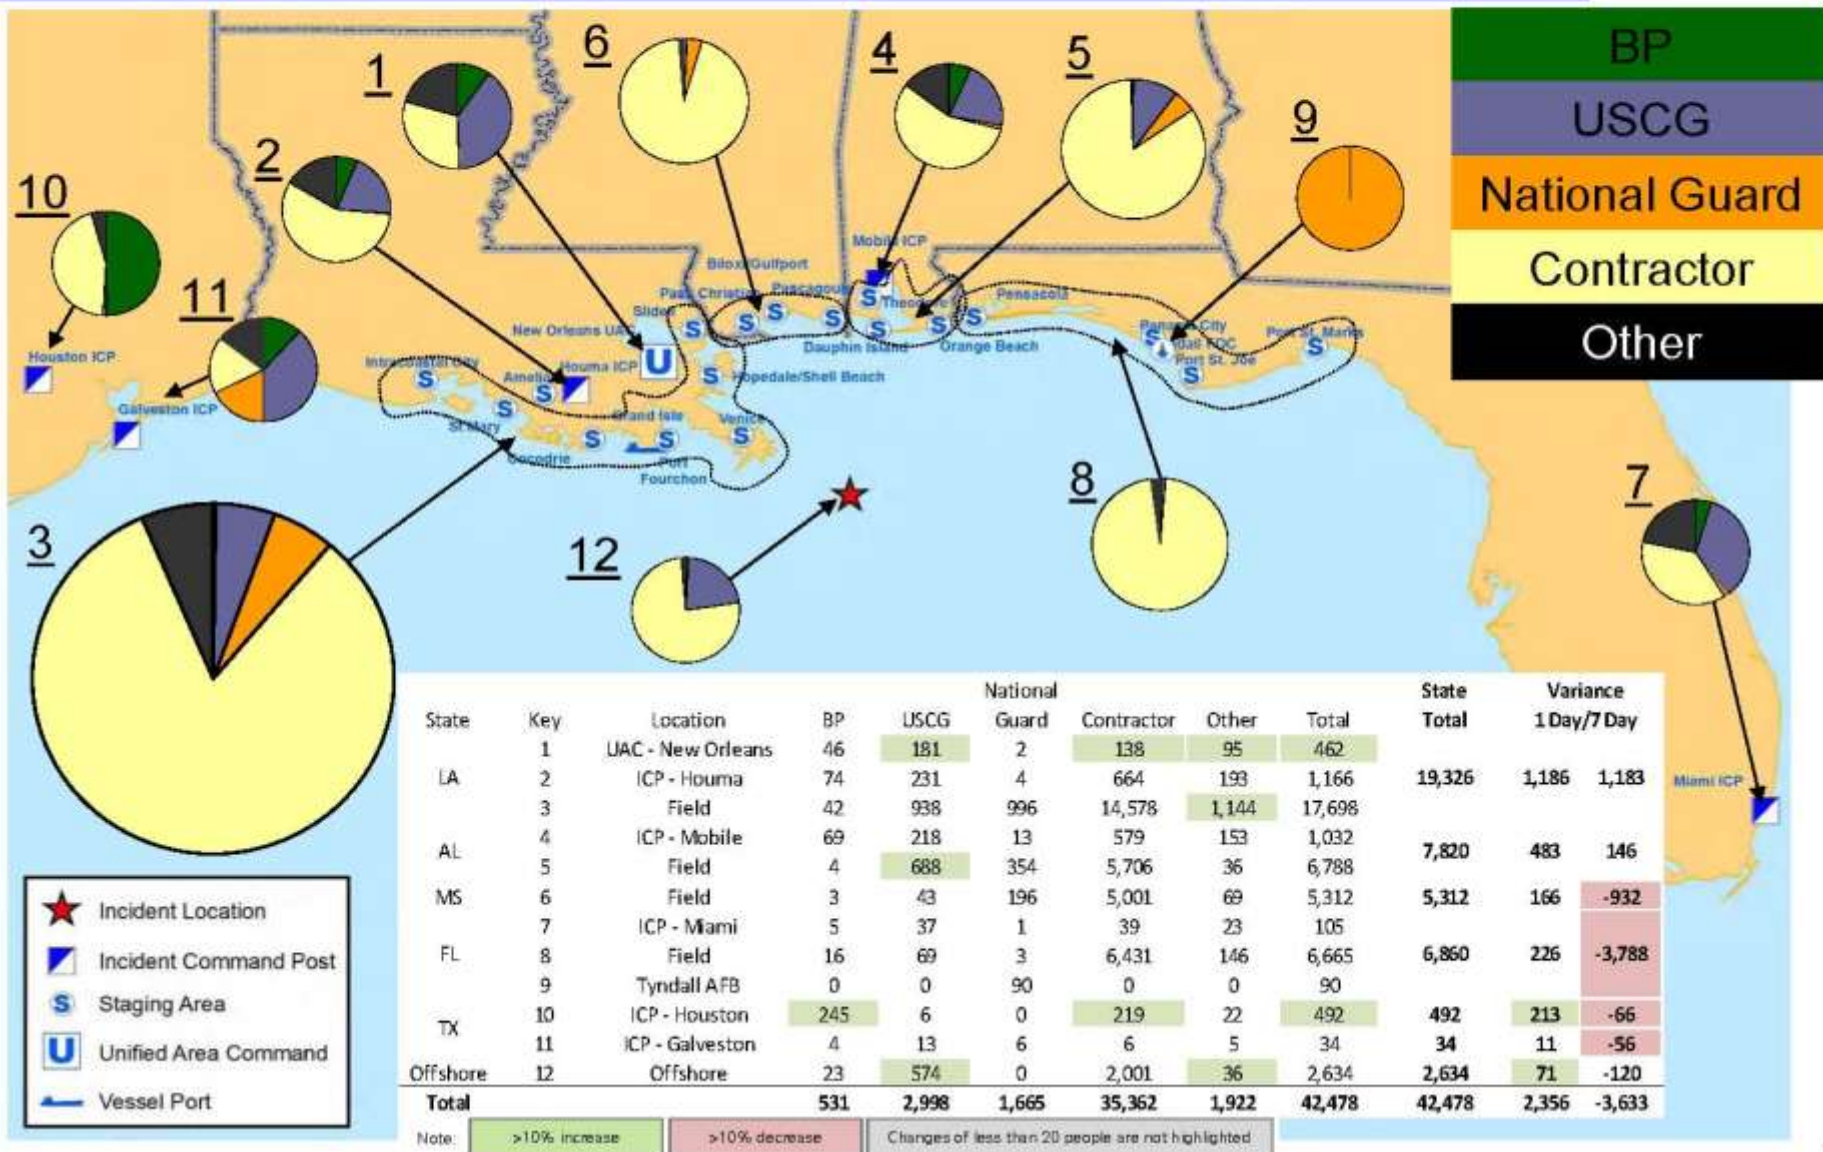 BP
USCG
National Guard
Contractor
Other
1
2
6
4
5
9
10
11
3
12
8
7
Houston ICP
Galveston ICP
Intracoastal City
Amelia
St Mary
Cocodrie
Grand Isle
Port
Fourchon
Venice
Houma ICP
New Orleans UAC
Slidell
Hopedale/Shell Beach
Pass Christian
Biloxi/Gulfport
Pascagoula
Mobile ICP
Theodore
Dauphin Island
Orange Beach
Pensacola
Panama City
Port St. Joe
Port St. Marks
Miami ICP
S
U
Incident Location
Incident Command Post
S Staging Area
U Unified Area Command
Vessel Port
National State Variance
State Key Location BP USCG Guard Contractor Other Total Total 1 Day/7 Day
1 UAC - New Orleans 46 181 2 138 95 462
LA 2 ICP - Houma 74 231 4 664 193 1,166 19,326 1,186 1,183
3 Field 42 938 996 14,578 1,144 17,698
AL 4 ICP - Mobile 69 218 13 579 153 1,032 7,820 483 146
5 Field 4 688 354 5,706 36 6,788
MS 6 Field 3 43 196 5,001 69 5,312 5,312 166 -932
7 ICP - Miami 5 37 1 39 23 105
FL 8 Field 16 69 3 6,431 146 6,665 6,860 226 -3,788
9 Tyndall AFB 0 0 90 0 0 90
TX 10 ICP - Houston 245 6 0 219 22 492 492 213 -66
11 ICP - Galveston 4 13 6 6 5 34 34 11 -56
Offshore 12 Offshore 23 574 0 2,001 36 2,634 2,634 71 -120
Total 531 2,998 1,665 35,362 1,922 42,478 42,478 2,356 -3,633
Note: >10% increase >10% decrease Changes of less than 20 people are not highlighted